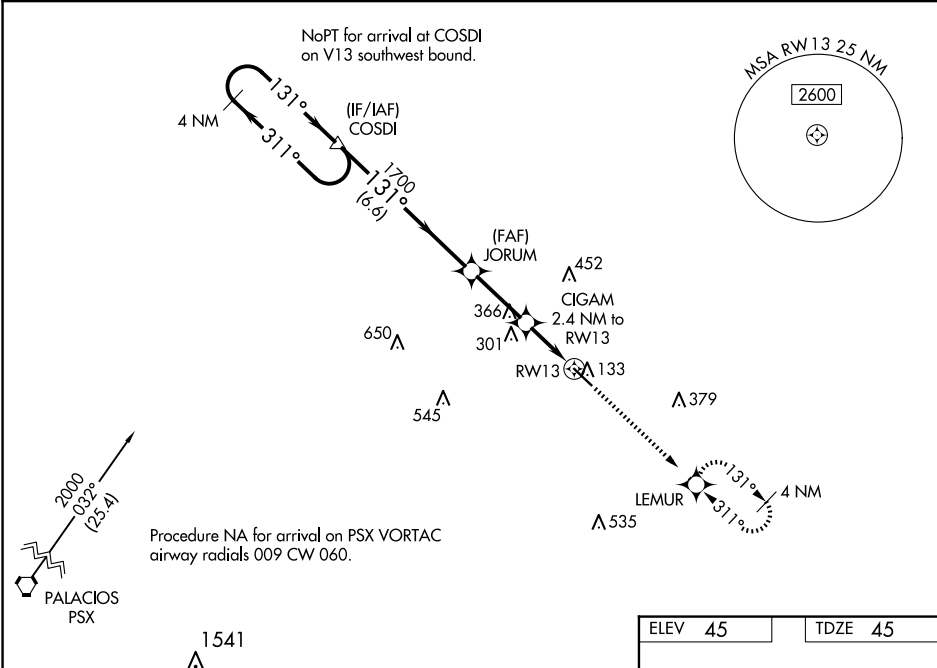 NoPT for arrival at COSDI
on V13 southwest bound.
MSA RW13 25 NM
2600
131°
4 NM
311°
(IF/IAF)
COSDI
1700
131°
(6.6)
(FAF)
JORUM
452
CIGAM
2.4 NM to
RW13
366
301
650
RW13
133
545
379
LEMUR
131°
311°
4 NM
535
2000
032°
(25.4)
Procedure NA for arrival on PSX VORTAC
airway radials 009 CW 060.
PALACIOS
PSX
1541
ELEV 45
TDZE 45